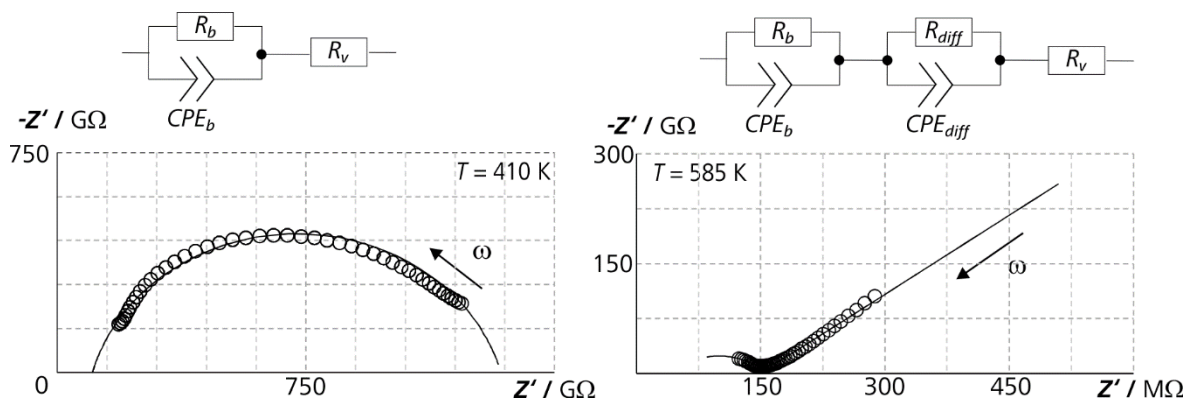 R_b
R_v
CPE_b
-Z' / GΩ
750
T = 410 K
ω
0
750
Z' / GΩ
R_b
R_diff
R_v
CPE_b
CPE_diff
-Z' / GΩ
300
T = 585 K
150
ω
0
150
300
450
Z' / MΩ